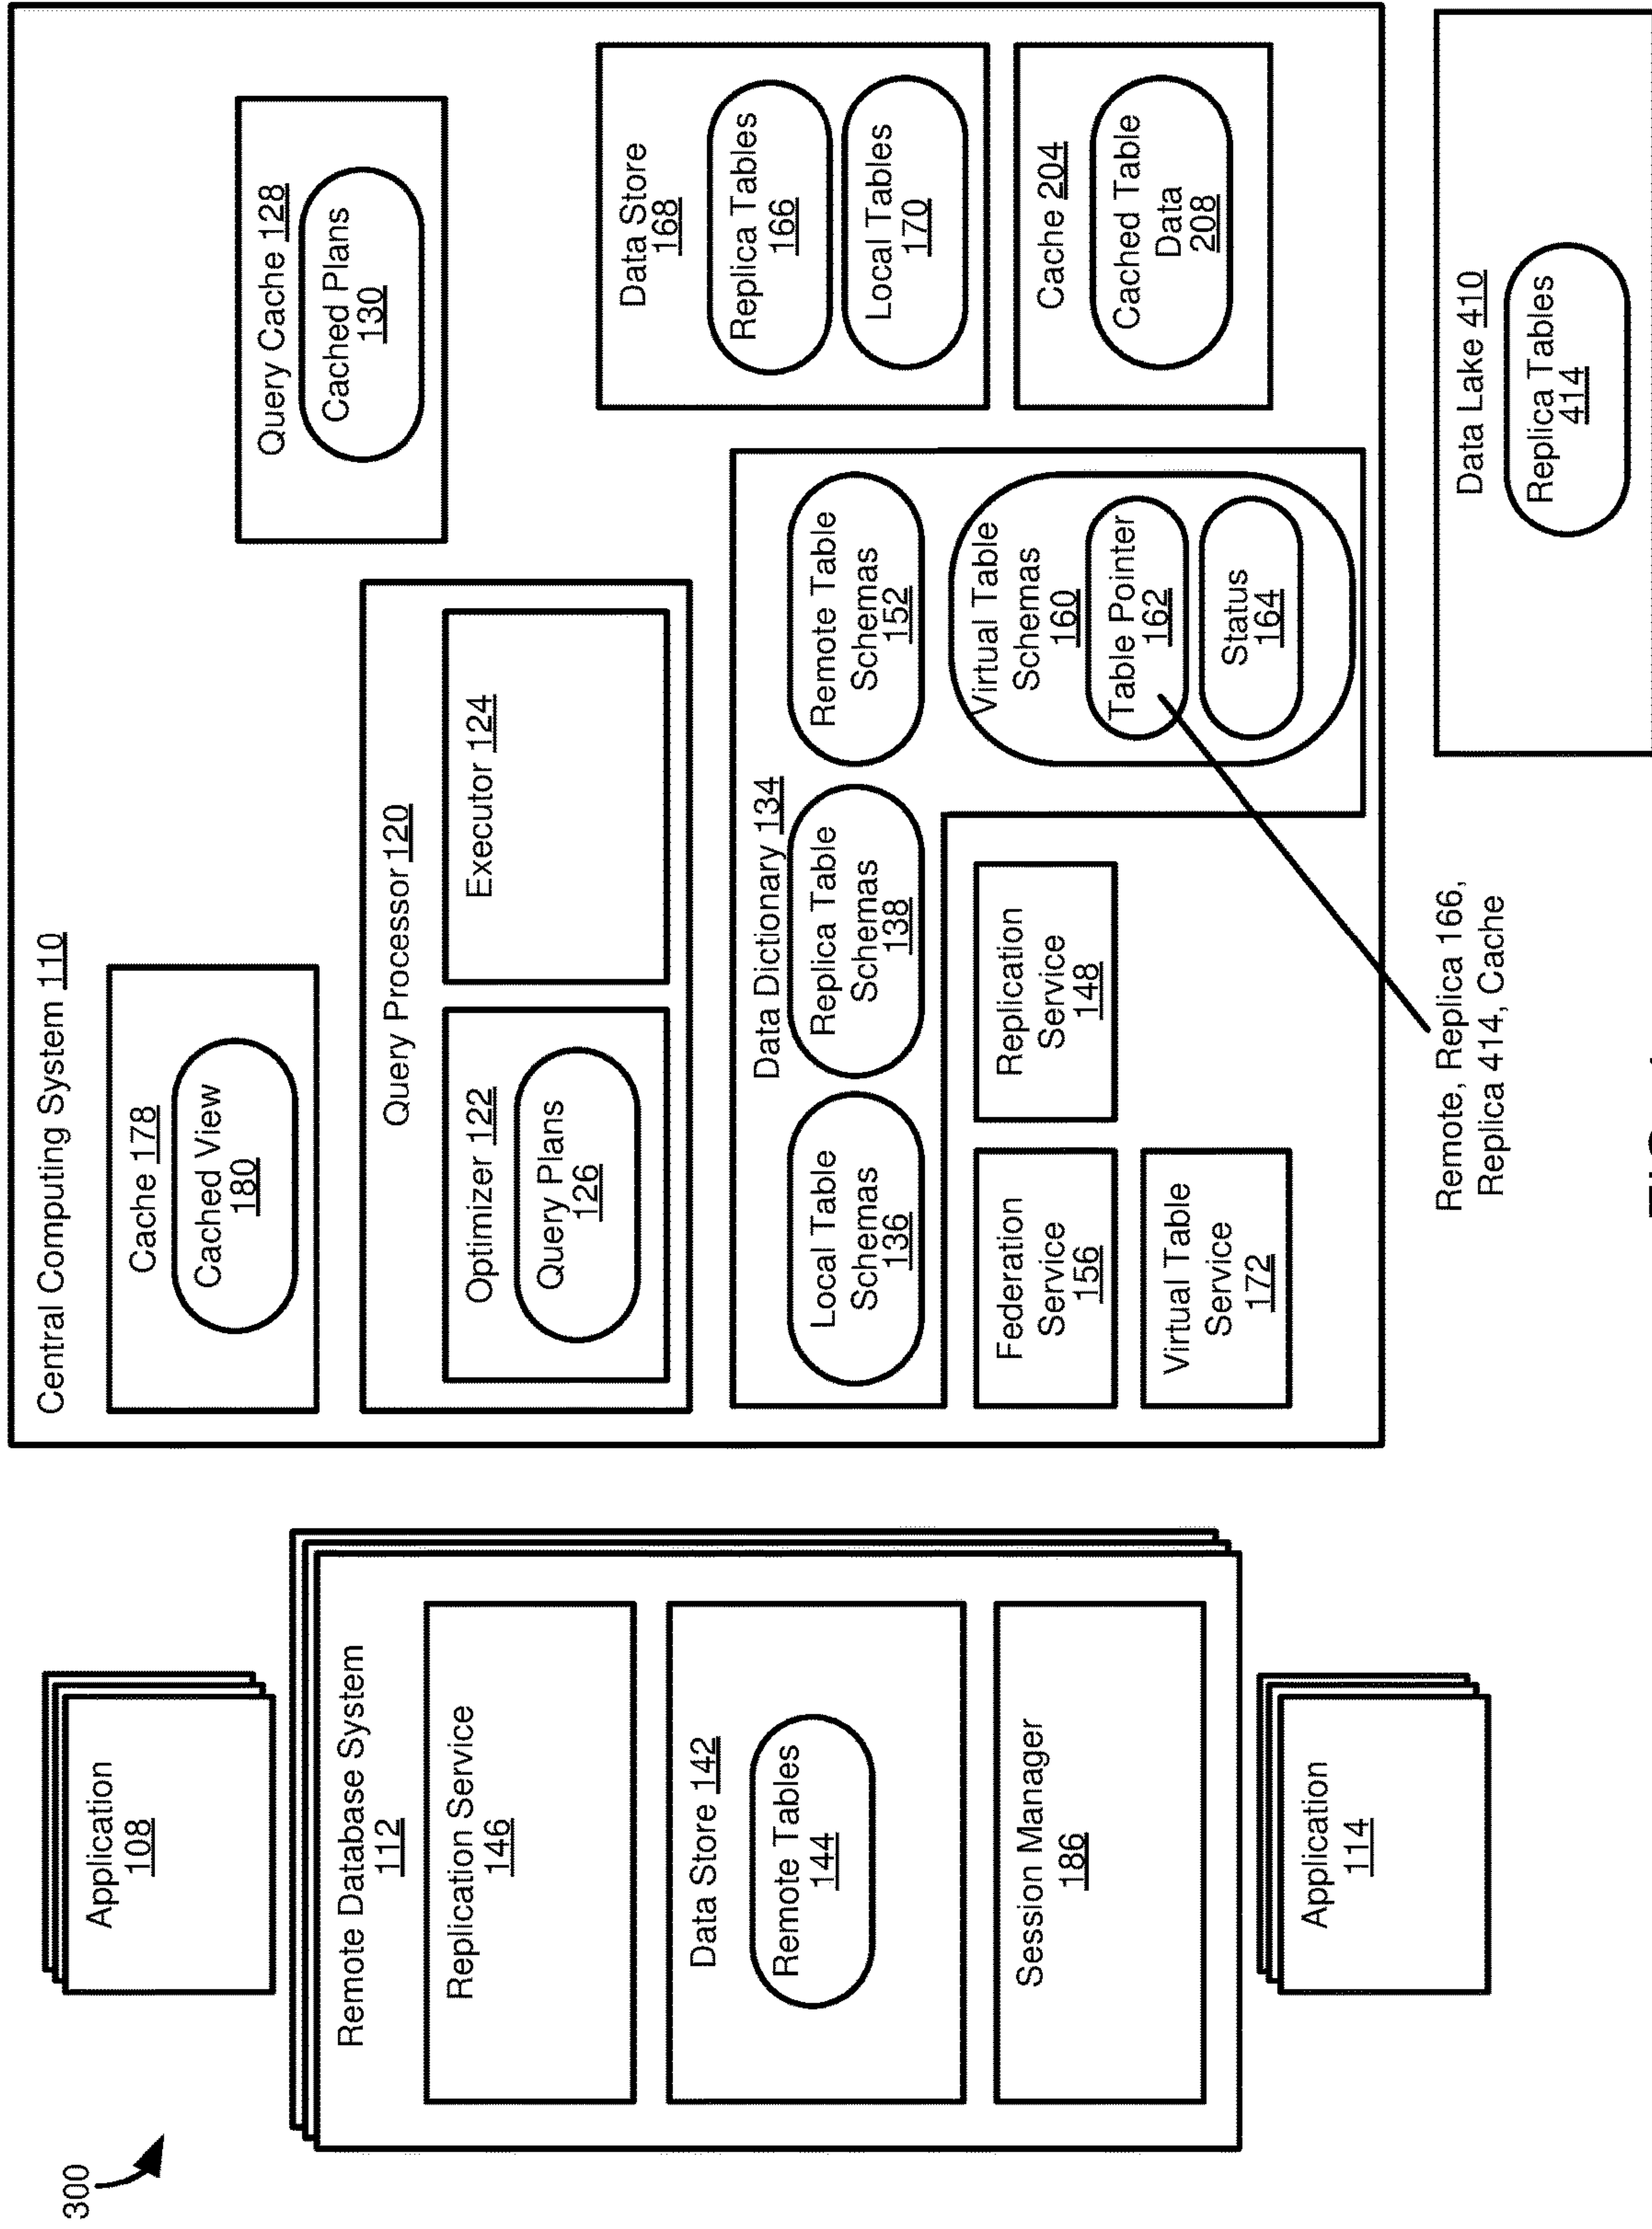 300
Application
108
Remote Database System
112
Replication Service
146
Data Store 142
Remote Tables
144
Session Manager
186
Application
114
Central Computing System 110
Cache 178
Cached View
180
Query Cache 128
Cached Plans
130
Query Processor 120
Optimizer 122
Query Plans
126
Executor 124
Data Store
168
Replica Tables
166
Local Tables
170
Cache 204
Cached Table
Data
208
Data Dictionary 134
Local Table
Schemas
136
Replica Table
Schemas
138
Remote Table
Schemas
152
Virtual Table
Schemas
160
Table Pointer
162
Status
164
Federation
Service
156
Replication
Service
148
Virtual Table
Service
172
Remote, Replica 166,
Replica 414, Cache
Data Lake 410
Replica Tables
414